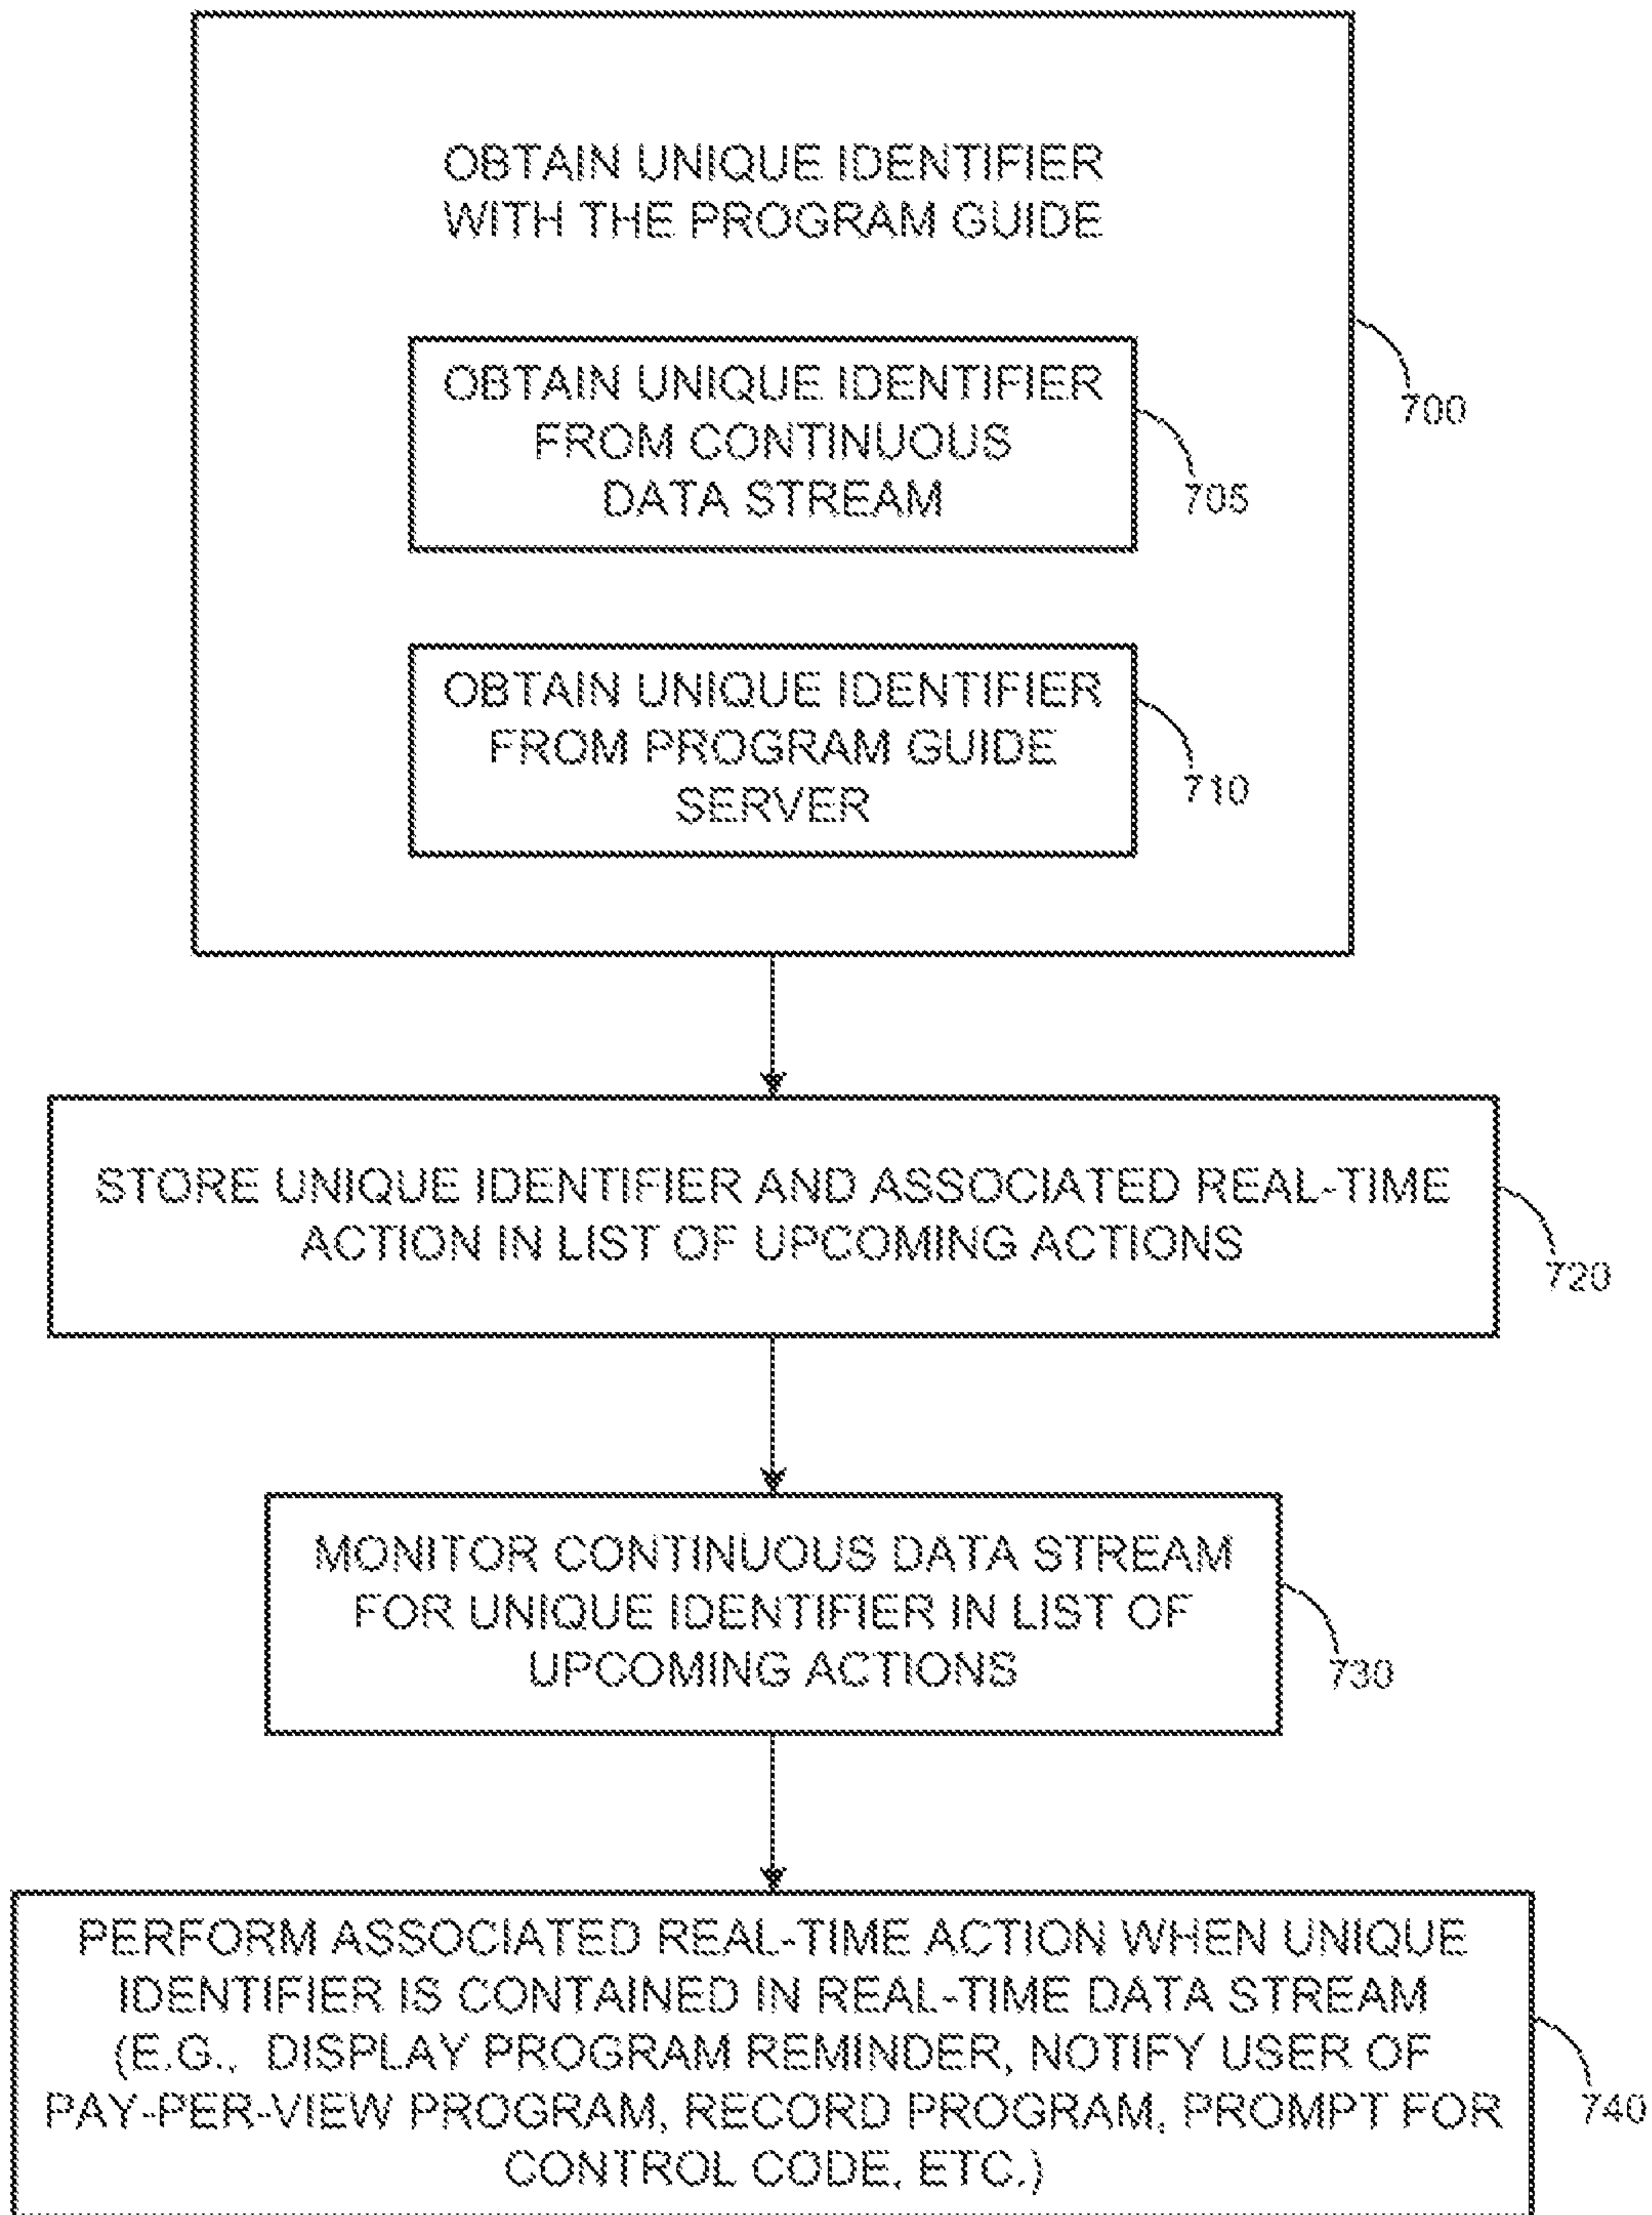 OBTAIN UNIQUE IDENTIFIER
WITH THE PROGRAM GUIDE
700
OBTAIN UNIQUE IDENTIFIER
FROM CONTINUOUS
DATA STREAM
705
OBTAIN UNIQUE IDENTIFIER
FROM PROGRAM GUIDE
SERVER
710
STORE UNIQUE IDENTIFIER AND ASSOCIATED REAL-TIME
ACTION IN LIST OF UPCOMING ACTIONS
720
MONITOR CONTINUOUS DATA STREAM
FOR UNIQUE IDENTIFIER IN LIST OF
UPCOMING ACTIONS
730
PERFORM ASSOCIATED REAL-TIME ACTION WHEN UNIQUE
IDENTIFIER IS CONTAINED IN REAL-TIME DATA STREAM
(E.G., DISPLAY PROGRAM REMINDER, NOTIFY USER OF
PAY-PER-VIEW PROGRAM, RECORD PROGRAM, PROMPT FOR
CONTROL CODE, ETC.)
740